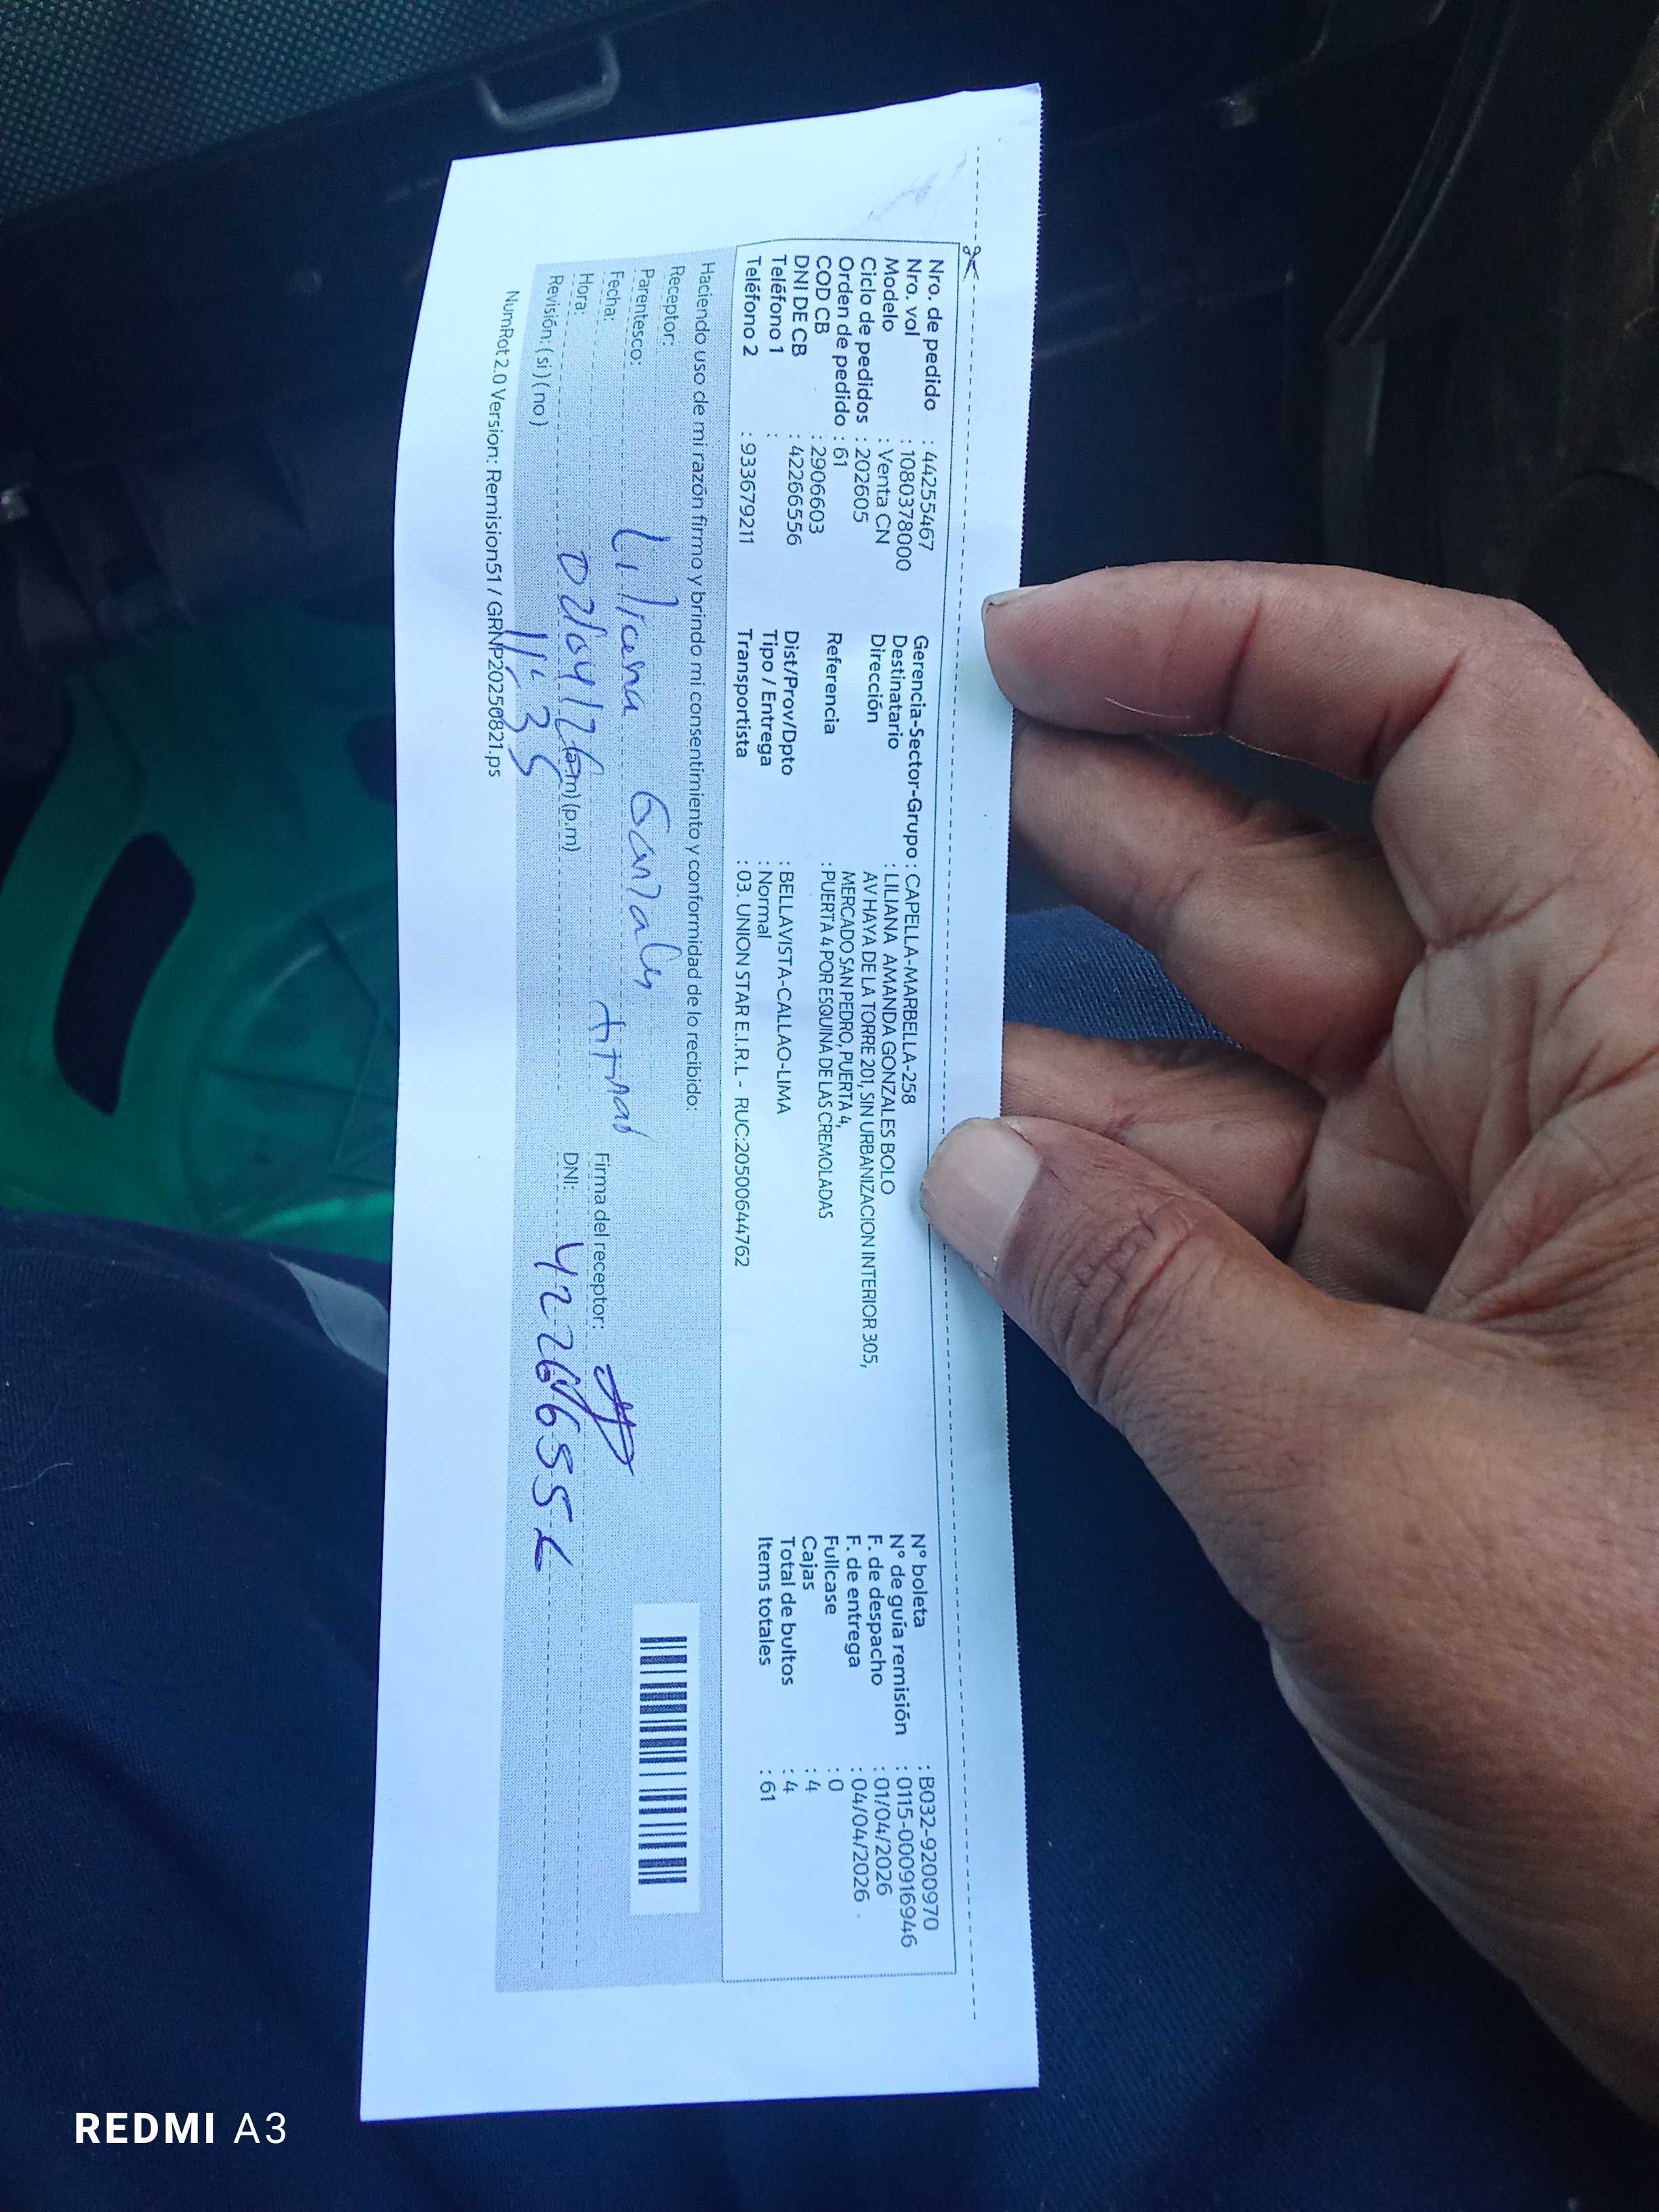 Nro. de pedido : 44255467
Nro. vol : 1080378000
Modelo : Venta CN
Ciclo de pedidos : 202605
Orden de pedido : 61
COD CB : 2906603
DNI DE CB : 42266556
Teléfono 1 :
Teléfono 2 : 933679211
Gerencia-Sector-Grupo : CAPELLA-MARBELLA-258
Destinatario : LILIANA AMANDA GONZALES BOLO
Dirección AV HAYA DE LA TORRE 201, SIN URBANIZACION INTERIOR 305,
MERCADO SAN PEDRO, PUERTA 4,
Referencia : PUERTA 4 POR ESQUINA DE LAS CREMOLADAS
Dist/Prov/Dpto : BELLAVISTA-CALLAO-LIMA
Tipo / Entrega : Normal
Transportista : 03. UNION STAR E.I.R.L - RUC:20500644762
N° boleta : B032-9200970
N° de guía remisión : 0115-000916946
F. de despacho : 01/04/2026
F. de entrega : 04/04/2026
Fullcase : 0
Cajas : 4
Total de bultos : 4
Items totales : 61
Haciendo uso de mi razón firmo y brindo mi consentimiento y conformidad de lo recibido:
Receptor: Liliana Gonzales
Parentesco: titular
Fecha: 02/04/26
Hora: 11:35 (a.m) (p.m)
Revisión: ( si ) ( no )
Firma del receptor:
DNI: 42266556
NumRot 2.0 Version: Remision51 / GRNP20250821.ps
REDMI A3